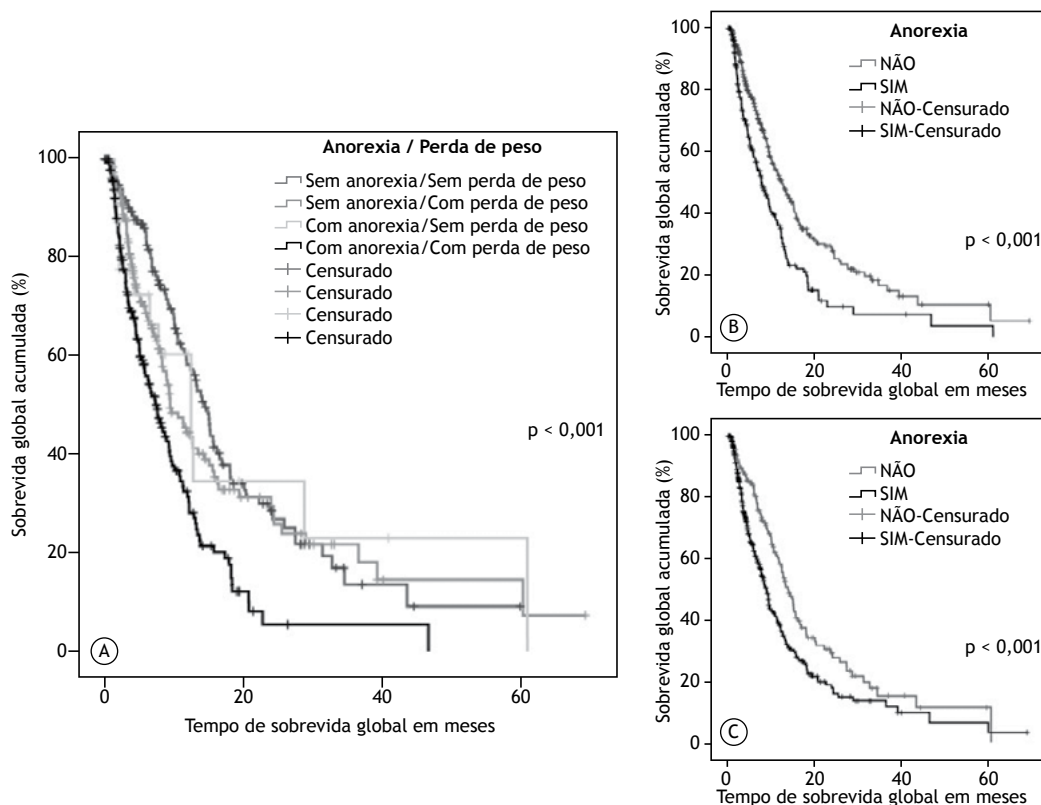 Anorexia / Perda de peso
Sem anorexia/Sem perda de peso
Sem anorexia/Com perda de peso
Com anorexia/Sem perda de peso
Com anorexia/Com perda de peso
Censurado
Censurado
Censurado
Censurado
p < 0,001
Sobrevida global acumulada (%)
100
80
60
40
20
0
A
0
20
40
60
Tempo de sobrevida global em meses
Anorexia
NÃO
SIM
NÃO-Censurado
SIM-Censurado
p < 0,001
Sobrevida global acumulada (%)
100
80
60
40
20
0
B
0
20
40
60
Tempo de sobrevida global em meses
Anorexia
NÃO
SIM
NÃO-Censurado
SIM-Censurado
p < 0,001
Sobrevida global acumulada (%)
100
80
60
40
20
0
C
0
20
40
60
Tempo de sobrevida global em meses